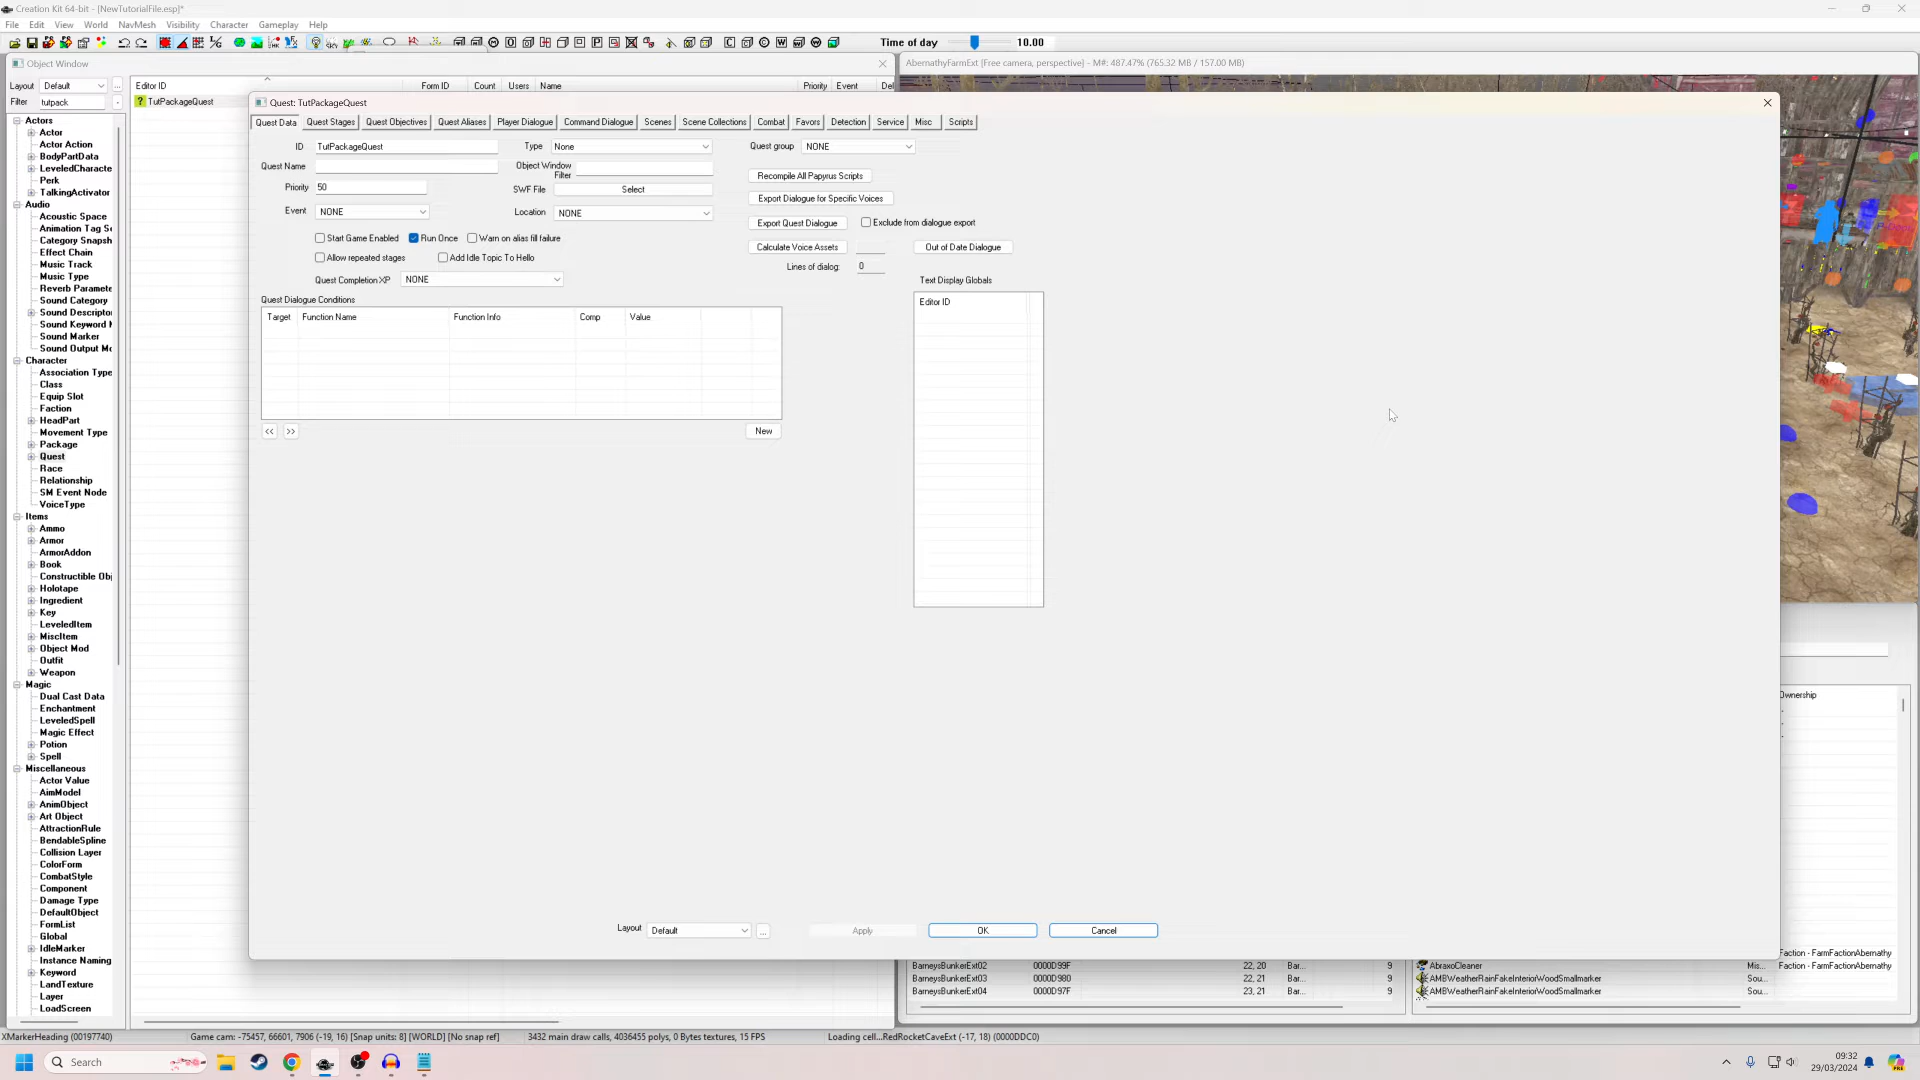 Creation Kit 64-bit - [NewTutorialFile.esp]*
File Edit View World NavMesh Visibility Character Gameplay Help
Time of day 10.00
Object Window
AbernathyFarmExt [Free camera, perspective] - M#: 487.47% (765.32 MB / 157.00 MB)
Layout Default ...
Editor ID Form ID Count Users Name Priority Event Del
Filter tutpack
TutPackageQuest
Actors
Actor
Actor Action
BodyPartData
LeveledCharacte
Perk
TalkingActivator
Audio
Acoustic Space
Animation Tag S
Category Snapsh
Effect Chain
Music Track
Music Type
Reverb Paramete
Sound Category
Sound Descripto
Sound Keyword M
Sound Marker
Sound Output Mo
Character
Association Type
Class
Equip Slot
Faction
HeadPart
Movement Type
Package
Quest
Race
Relationship
SM Event Node
VoiceType
Items
Ammo
Armor
ArmorAddon
Book
Constructible Obj
Holotape
Ingredient
Key
LeveledItem
MiscItem
Object Mod
Outfit
Weapon
Magic
Dual Cast Data
Enchantment
LeveledSpell
Magic Effect
Potion
Spell
Miscellaneous
Actor Value
AimModel
AnimObject
Art Object
AttractionRule
BendableSpline
Collision Layer
ColorForm
CombatStyle
Component
Damage Type
DefaultObject
FormList
Global
IdleMarker
Instance Naming
Keyword
LandTexture
Layer
LoadScreen
Quest: TutPackageQuest
Quest Data Quest Stages Quest Objectives Quest Aliases Player Dialogue Command Dialogue Scenes Scene Collections Combat Favors Detection Service Misc Scripts
ID TutPackageQuest Type None Quest group NONE
Quest Name Object Window Filter
Priority 50 SWF File Select
Event NONE Location NONE
Start Game Enabled Run Once Warn on alias fill failure
Allow repeated stages Add Idle Topic To Hello
Quest Completion XP NONE
Recompile All Papyrus Scripts
Export Dialogue for Specific Voices
Export Quest Dialogue Exclude from dialogue export
Calculate Voice Assets Out of Date Dialogue
Lines of dialog: 0
Text Display Globals
Editor ID
Quest Dialogue Conditions
Target Function Name Function Info Comp Value
<< >> New
Layout Default ... Apply OK Cancel
Ownership
Faction - FarmFactionAbernathy
BarneysBunkerExt02 0000D99F 22, 20 Bar... 9 AbraxoCleaner Mis... Faction - FarmFactionAbernathy
BarneysBunkerExt03 0000D980 22, 21 Bar... 9 AMBWeatherRainFakeInteriorWoodSmallmarker Sou...
BarneysBunkerExt04 0000D97F 23, 21 Bar... 9 AMBWeatherRainFakeInteriorWoodSmallmarker Sou...
XMarkerHeading (00197740) Game cam: -75457, 66601, 7906 (-19, 16) [Snap units: 8] [WORLD] [No snap ref] 3432 main draw calls, 4036455 polys, 0 Bytes textures, 15 FPS Loading cell...RedRocketCaveExt (-17, 18) (0000DDC0)
Search
09:32
29/03/2024